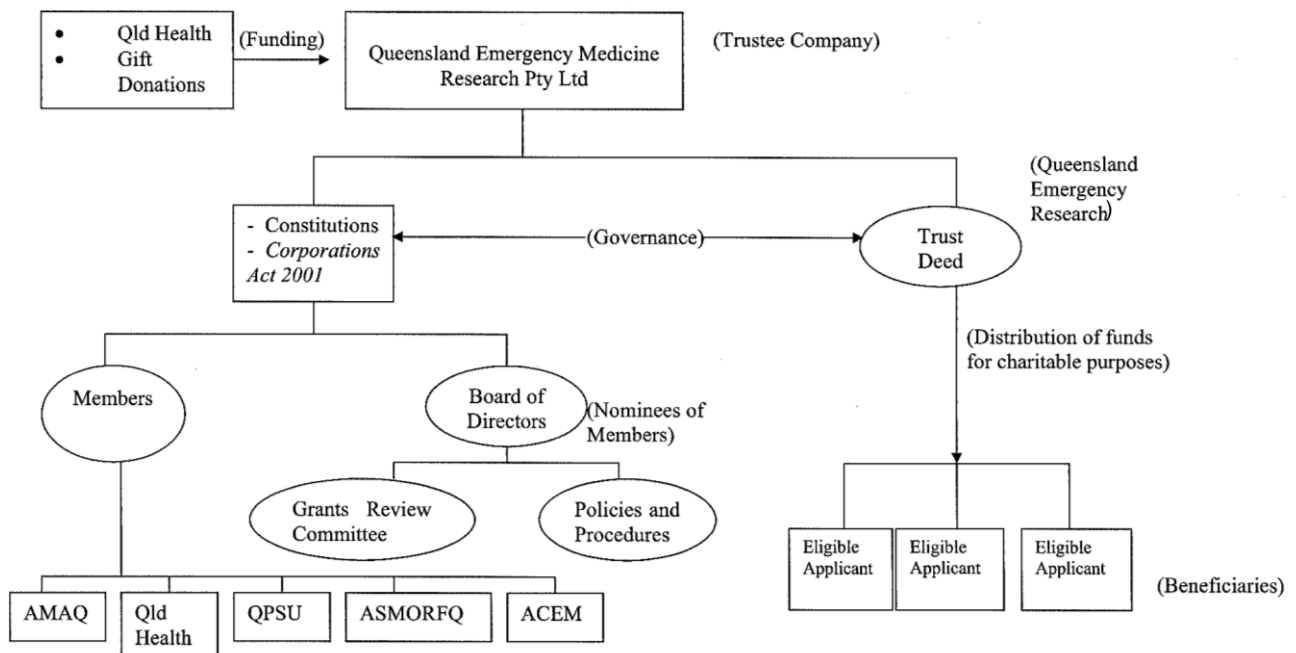 • Qld Health
• Gift
Donations
(Funding)
Queensland Emergency Medicine
Research Pty Ltd
(Trustee Company)
(Queensland
Emergency
Research)
- Constitutions
- Corporations
Act 2001
(Governance)
Trust
Deed
(Distribution of funds
for charitable purposes)
Members
Board of
Directors
(Nominees of
Members)
Grants Review
Committee
Policies and
Procedures
Eligible
Applicant
Eligible
Applicant
Eligible
Applicant
(Beneficiaries)
AMAQ
Qld
Health
QPSU
ASMORFQ
ACEM